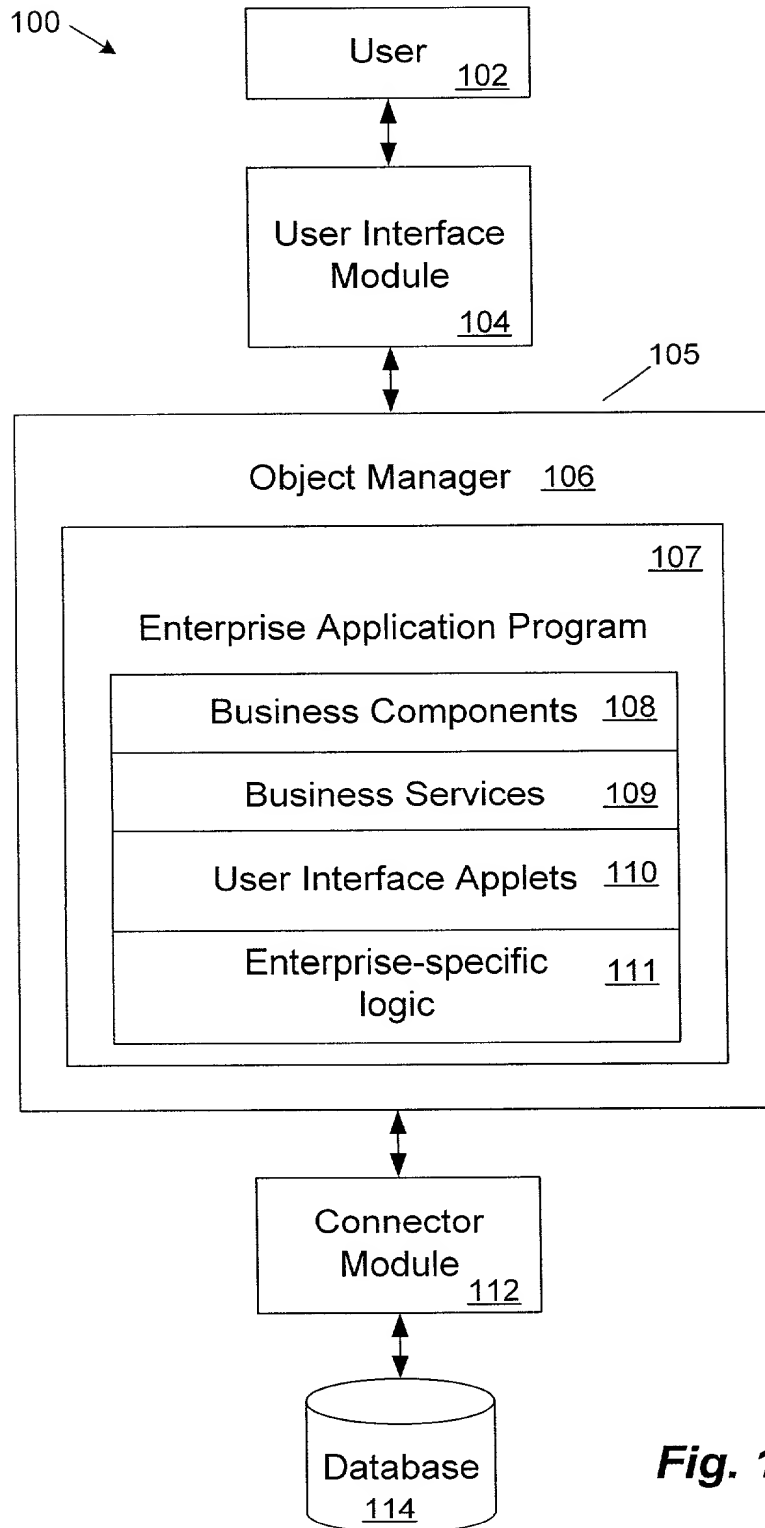 100
User
102
User Interface
Module
104
105
Object Manager 106
107
Enterprise Application Program
Business Components 108
Business Services 109
User Interface Applets 110
Enterprise-specific
logic
111
Connector
Module
112
Database
114
Fig. 1